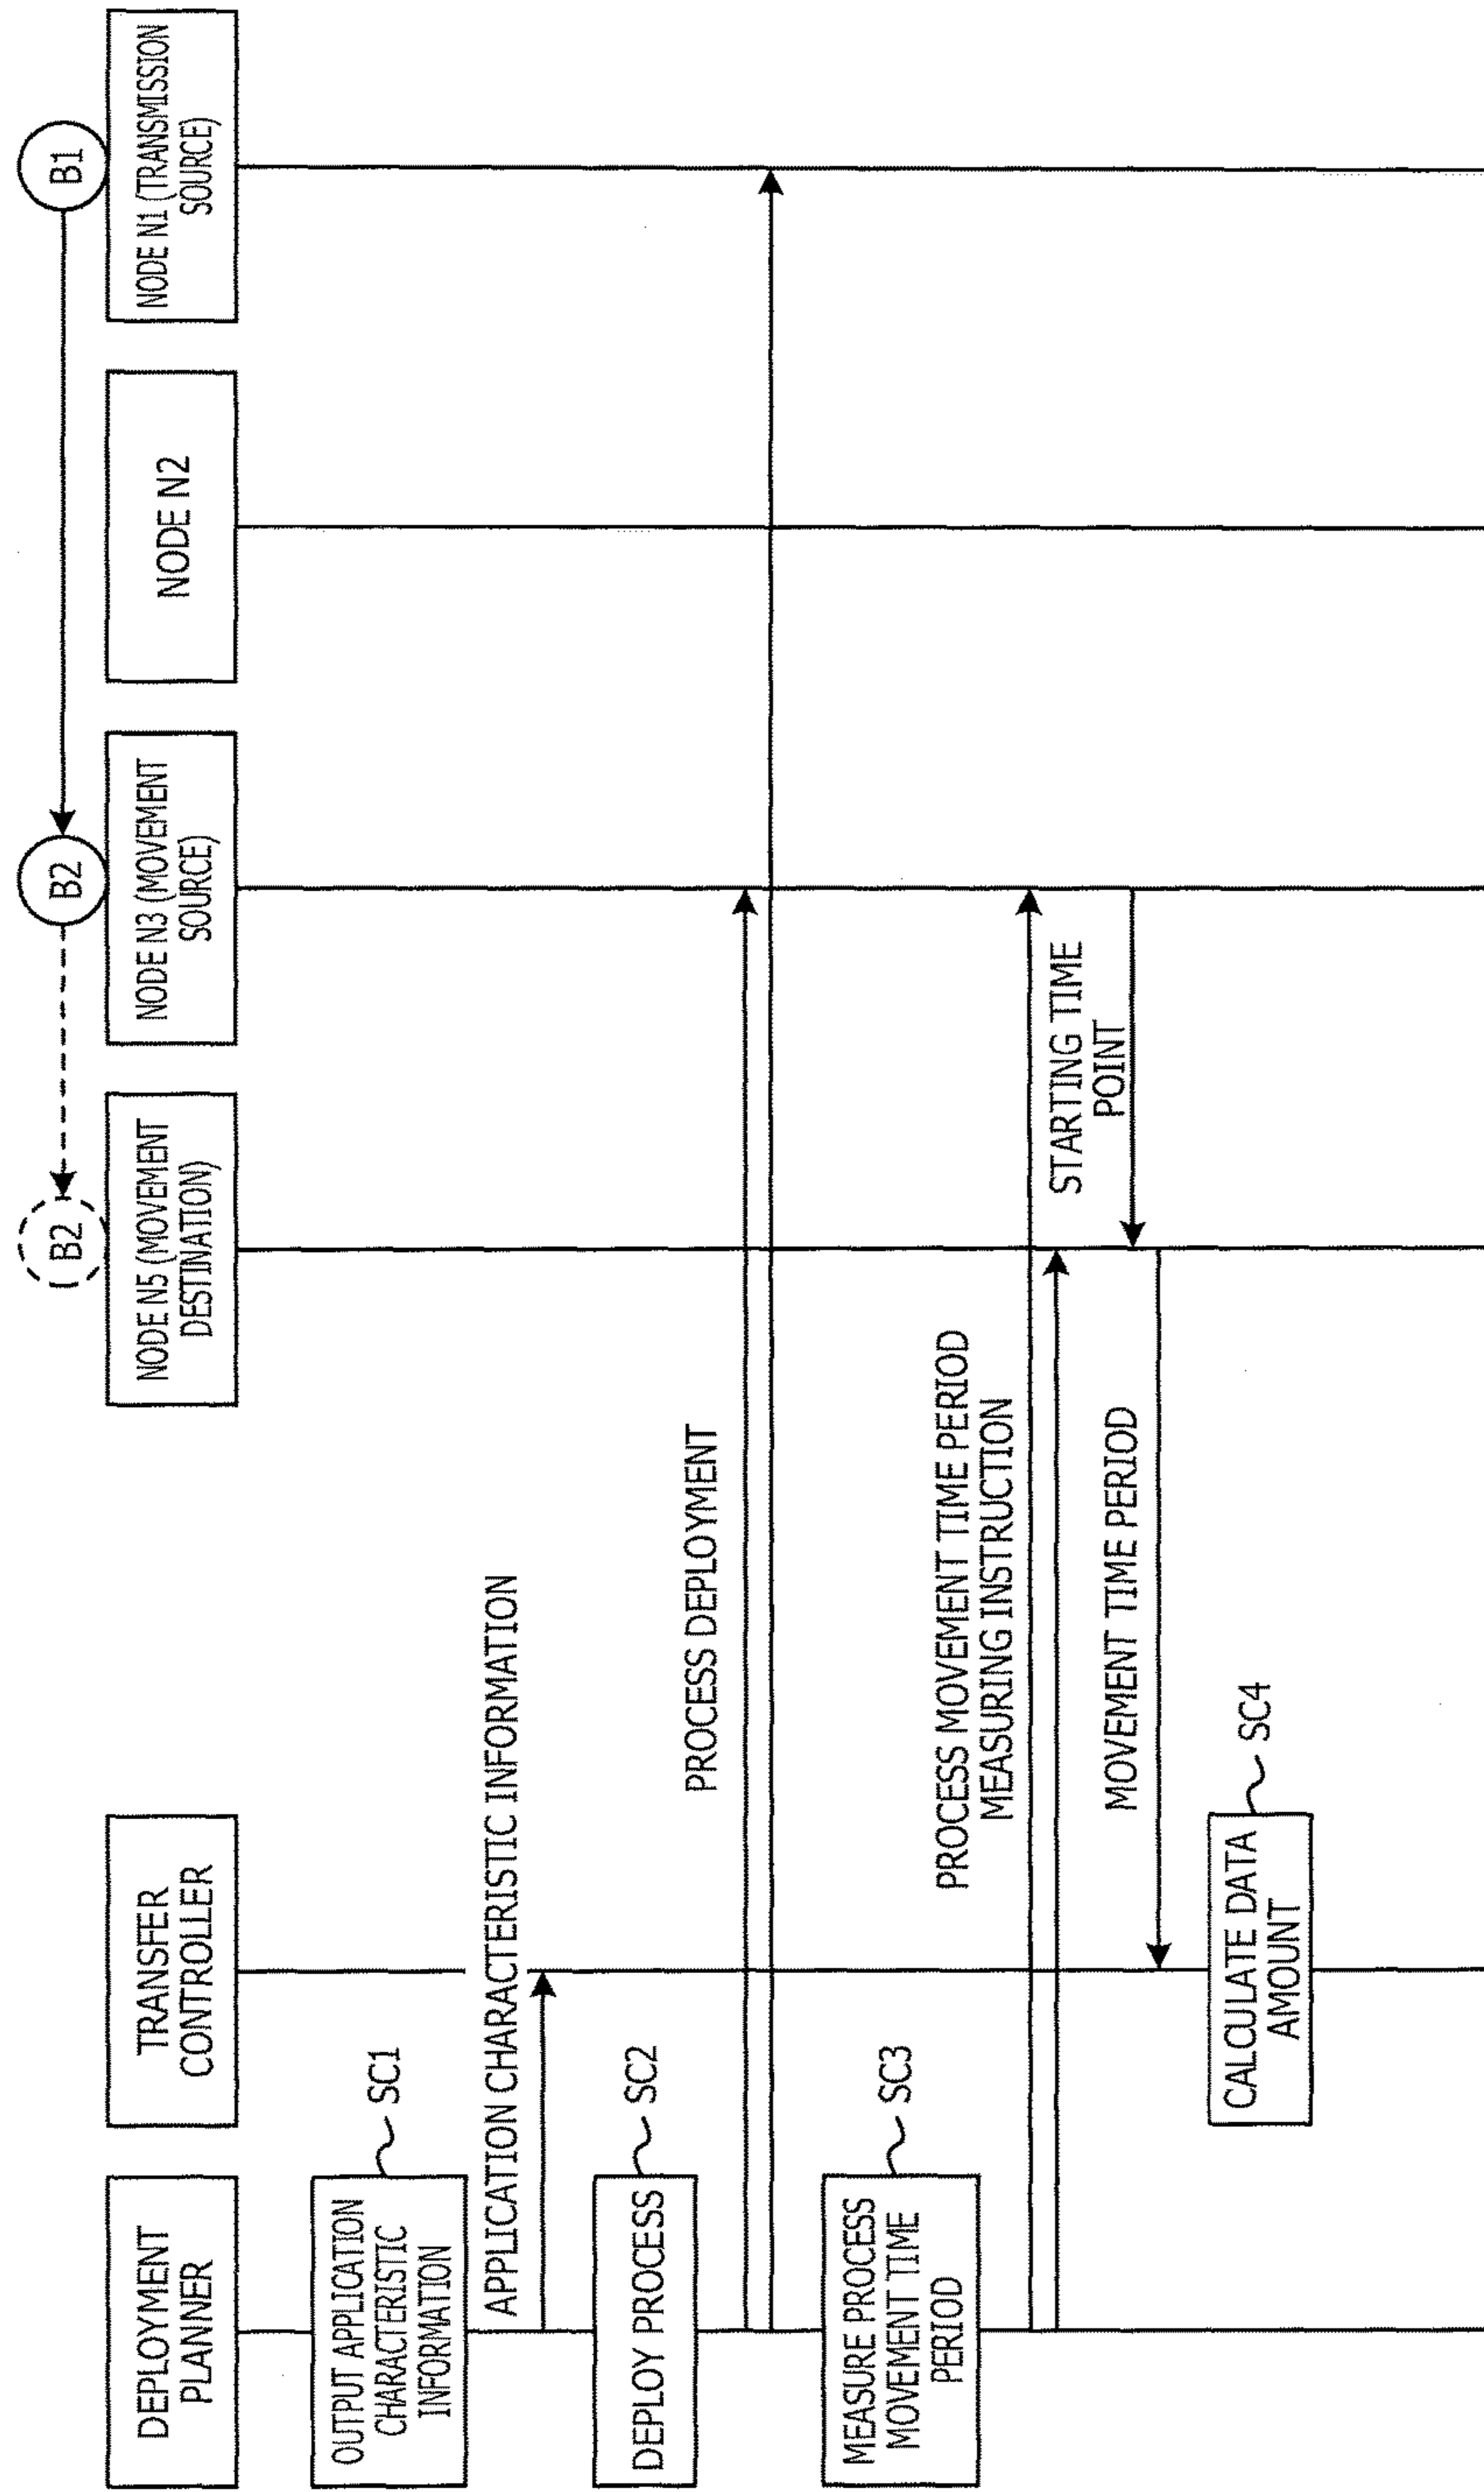 DEPLOYMENT
PLANNER
TRANSFER
CONTROLLER
B2
NODE N5 (MOVEMENT
DESTINATION)
B2
NODE N3 (MOVEMENT
SOURCE)
NODE N2
B1
NODE N1 (TRANSMISSION
SOURCE)
OUTPUT APPLICATION
CHARACTERISTIC
INFORMATION
SC1
APPLICATION CHARACTERISTIC INFORMATION
DEPLOY PROCESS
SC2
PROCESS DEPLOYMENT
MEASURE PROCESS
MOVEMENT TIME
PERIOD
SC3
PROCESS MOVEMENT TIME PERIOD
MEASURING INSTRUCTION
STARTING TIME
POINT
MOVEMENT TIME PERIOD
CALCULATE DATA
AMOUNT
SC4